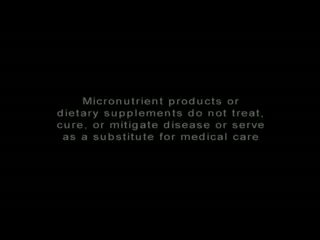 Micronutrient products or
dietary supplements do not treat,
cure, or mitigate disease or serve
as a substitute for medical care